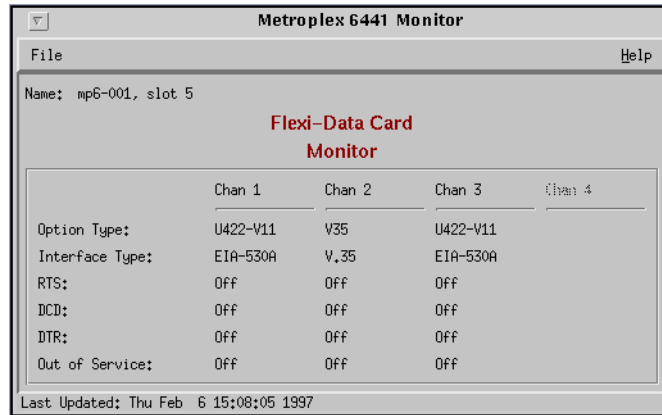 Metroplex 6441 Monitor
File Help
Name: mp6-001, slot 5
Flexi-Data Card
Monitor
Chan 1 Chan 2 Chan 3 Chan 4
Option Type: U422-V11 V35 U422-V11
Interface Type: EIA-530A V.35 EIA-530A
RTS: Off Off Off
DCD: Off Off Off
DTR: Off Off Off
Out of Service: Off Off Off
Last Updated: Thu Feb 6 15:08:05 1997